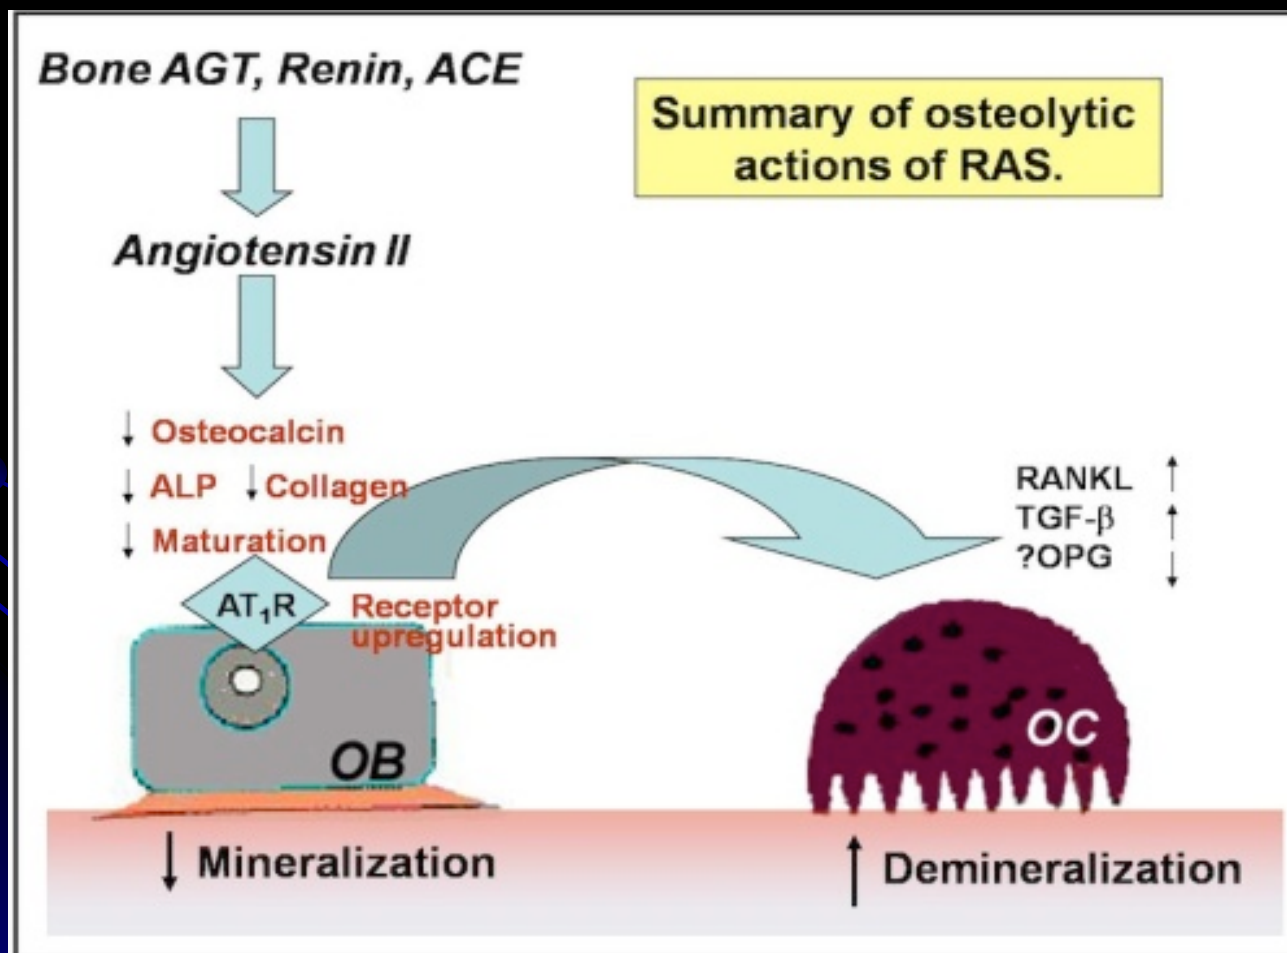 Bone AGT, Renin, ACE
Summary of osteolytic
actions of RAS.
Angiotensin II
↓ Osteocalcin
↓ ALP ↓ Collagen
↓ Maturation
AT₁R
Receptor
upregulation
OB
↓ Mineralization
RANKL ↑
TGF-β ↑
?OPG ↓
OC
↑ Demineralization